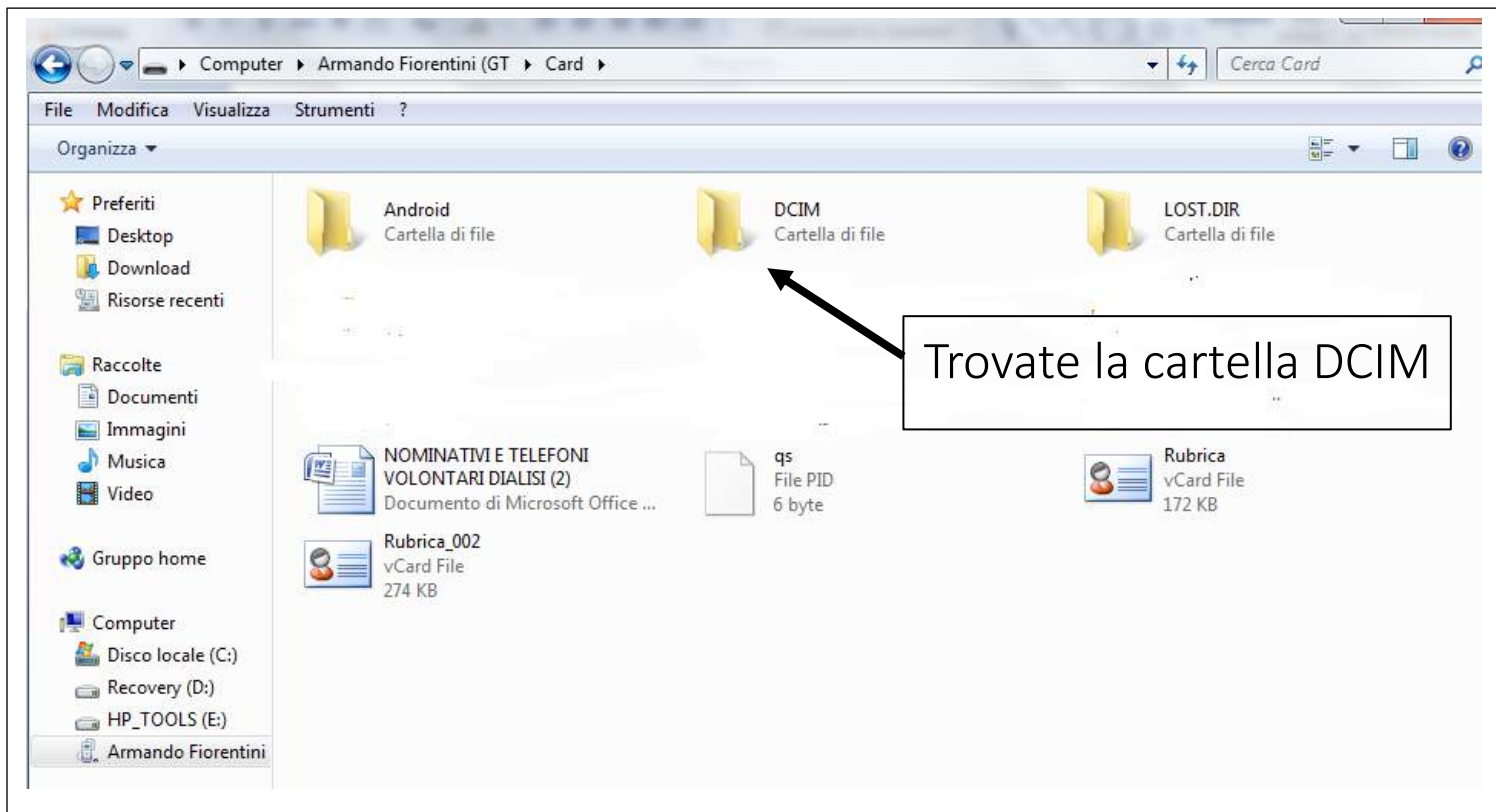 Computer ▸ Armando Fiorentini (GT ▸ Card ▸
Cerca Card
File Modifica Visualizza Strumenti ?
Organizza
Preferiti
Desktop
Download
Risorse recenti
Raccolte
Documenti
Immagini
Musica
Video
Gruppo home
Computer
Disco locale (C:)
Recovery (D:)
HP_TOOLS (E:)
Armando Fiorentini
Android
Cartella di file
DCIM
Cartella di file
LOST.DIR
Cartella di file
Trovate la cartella DCIM
NOMINATIVI E TELEFONI
VOLONTARI DIALISI (2)
Documento di Microsoft Office ...
qs
File PID
6 byte
Rubrica
vCard File
172 KB
Rubrica_002
vCard File
274 KB